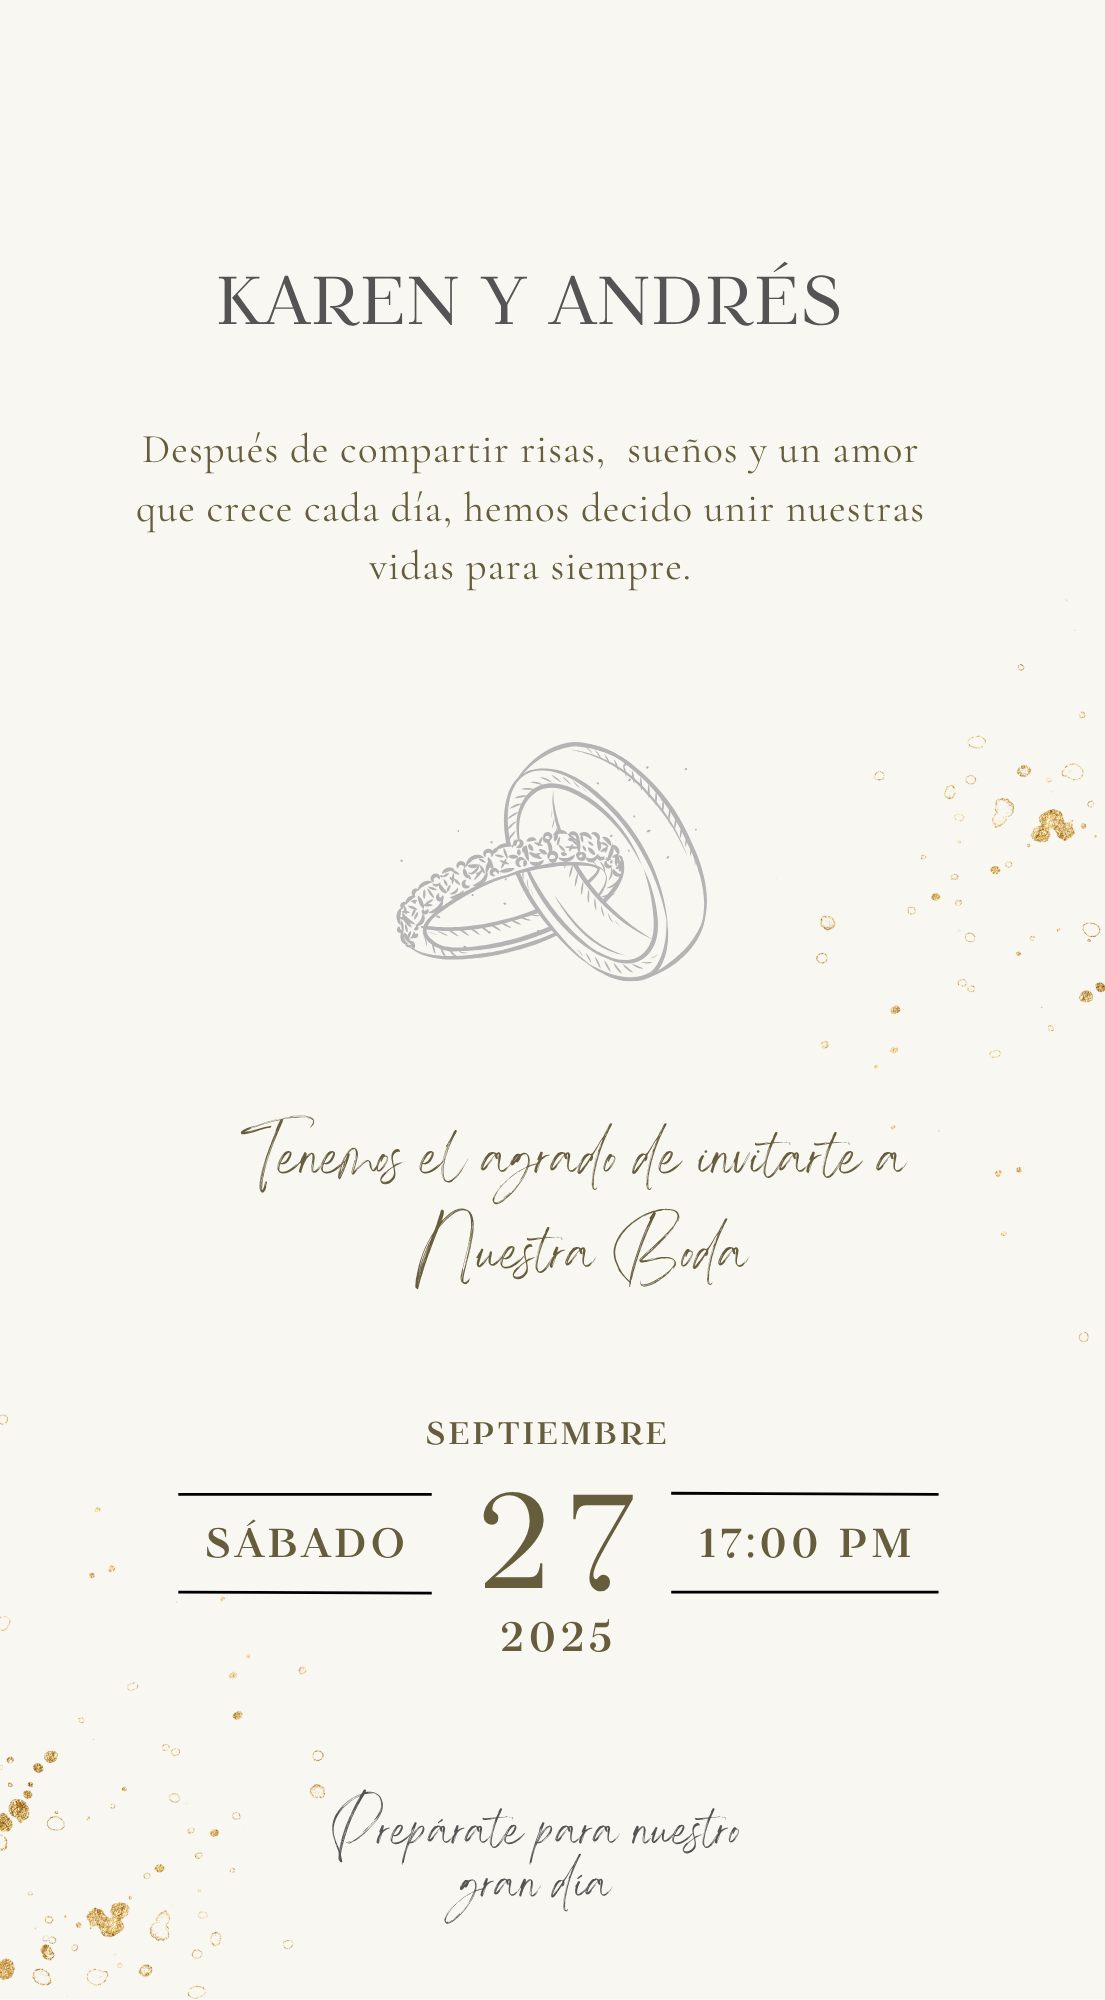 KAREN Y ANDRÉS
Después de compartir risas,  sueños y un amor
que crece cada día, hemos decido unir nuestras
vidas para siempre.
Tenemos el agrado de invitarte a
Nuestra Boda
SEPTIEMBRE
SÁBADO 27 17:00 PM
2025
Prepárate para nuestro
gran día